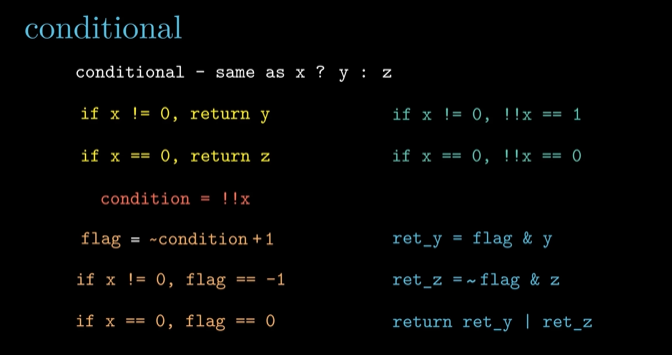 conditional
conditional - same as x ? y : z
if x != 0, return y
if x != 0, !!x == 1
if x == 0, return z
if x == 0, !!x == 0
condition = !!x
flag = ~condition+1
ret_y = flag & y
if x != 0, flag == -1
ret_z =~flag & z
if x == 0, flag == 0
return ret_y | ret_z